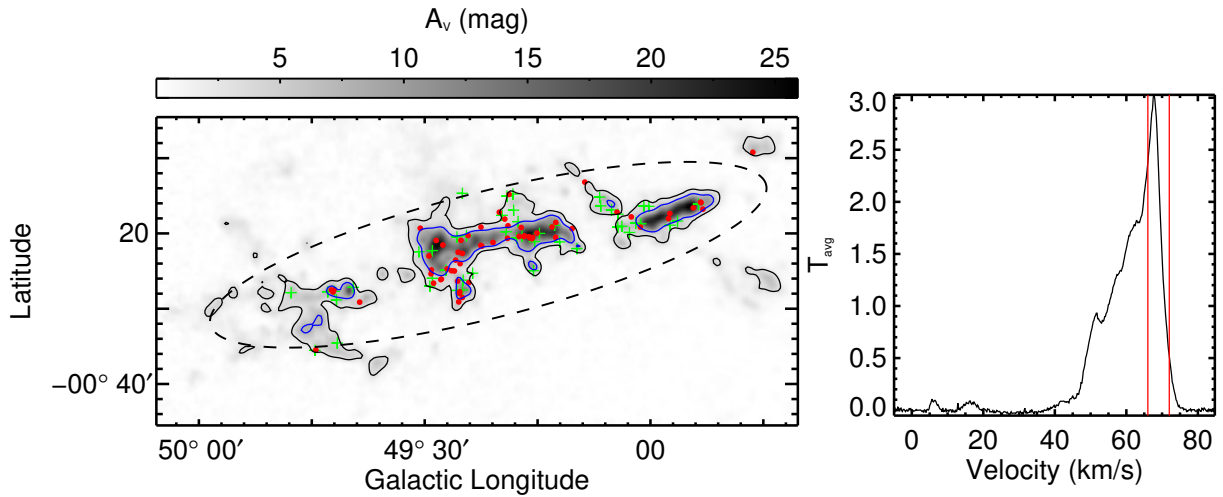 Aᵥ (mag)
5 10 15 20 25
Latitude
20
−00° 40′
50° 00′ 49° 30′ 00
Galactic Longitude
T_avg
3.0
2.5
2.0
1.5
1.0
0.5
0.0
0 20 40 60 80
Velocity (km/s)